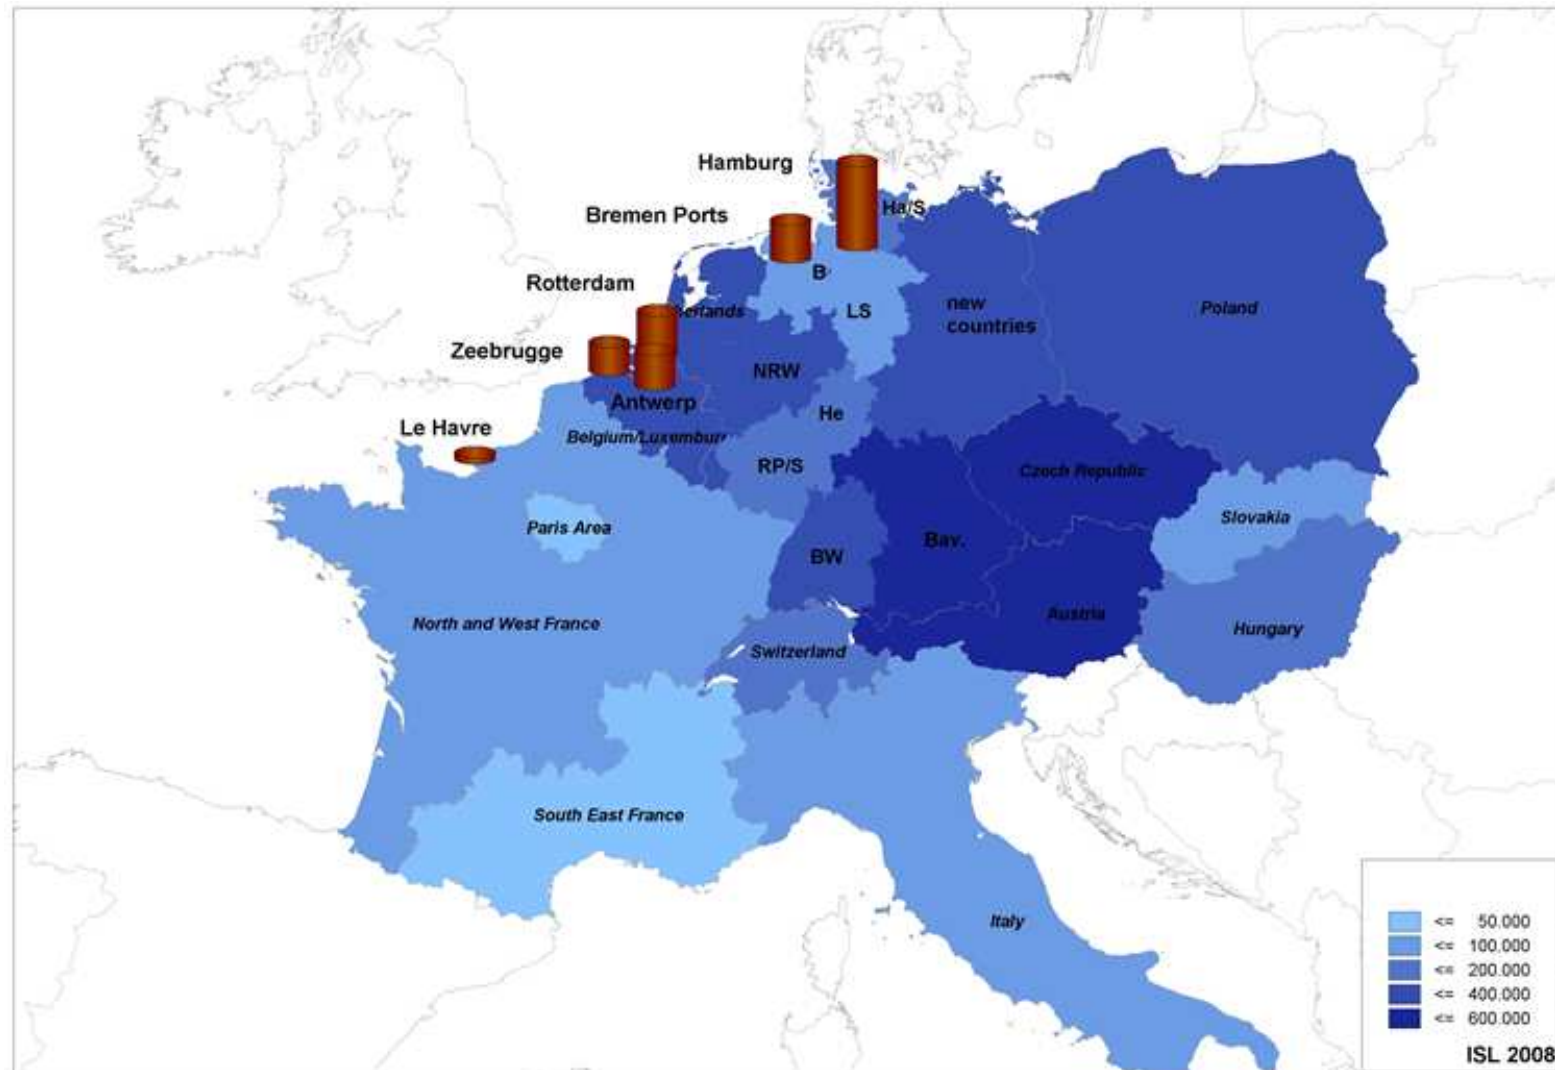 Hamburg
Ha/S
Bremen Ports
B
Rotterdam
LS
new
countries
Poland
Zeebrugge
NRW
Antwerp
He
Le Havre
Belgium/Luxembur
RP/S
Czech Republic
Slovakia
Paris Area
Bav.
BW
Austria
North and West France
Hungary
Switzerland
South East France
Italy
<= 50.000
<= 100.000
<= 200.000
<= 400.000
<= 600.000
ISL 2008